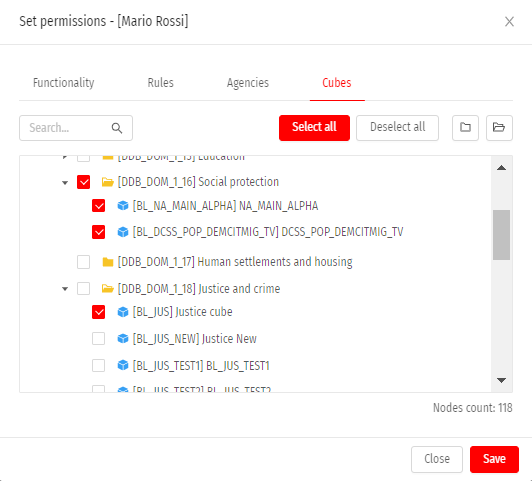 Set permissions - [Mario Rossi]
Functionality Rules Agencies Cubes
Search... Select all Deselect all
[DDB_DOM_1_15] Education
[DDB_DOM_1_16] Social protection
[BL_NA_MAIN_ALPHA] NA_MAIN_ALPHA
[BL_DCSS_POP_DEMCITMIG_TV] DCSS_POP_DEMCITMIG_TV
[DDB_DOM_1_17] Human settlements and housing
[DDB_DOM_1_18] Justice and crime
[BL_JUS] Justice cube
[BL_JUS_NEW] Justice New
[BL_JUS_TEST1] BL_JUS_TEST1
[BL_JUS_TEST2] BL_JUS_TEST2
Nodes count: 118
Close Save